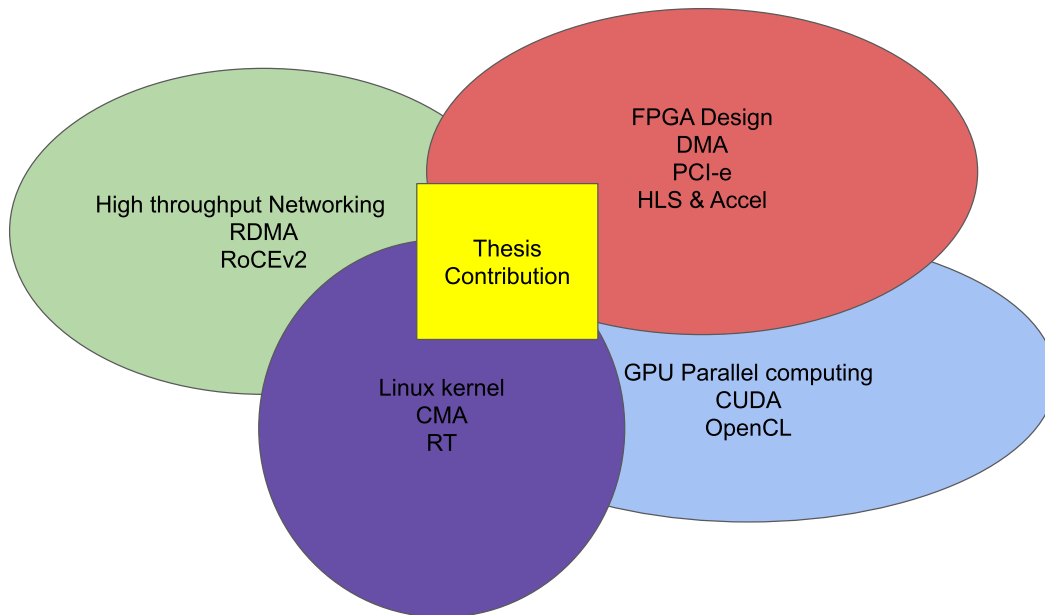 FPGA Design
DMA
PCI-e
HLS & Accel
High throughput Networking
RDMA
RoCEv2
Thesis
Contribution
Linux kernel
CMA
RT
GPU Parallel computing
CUDA
OpenCL